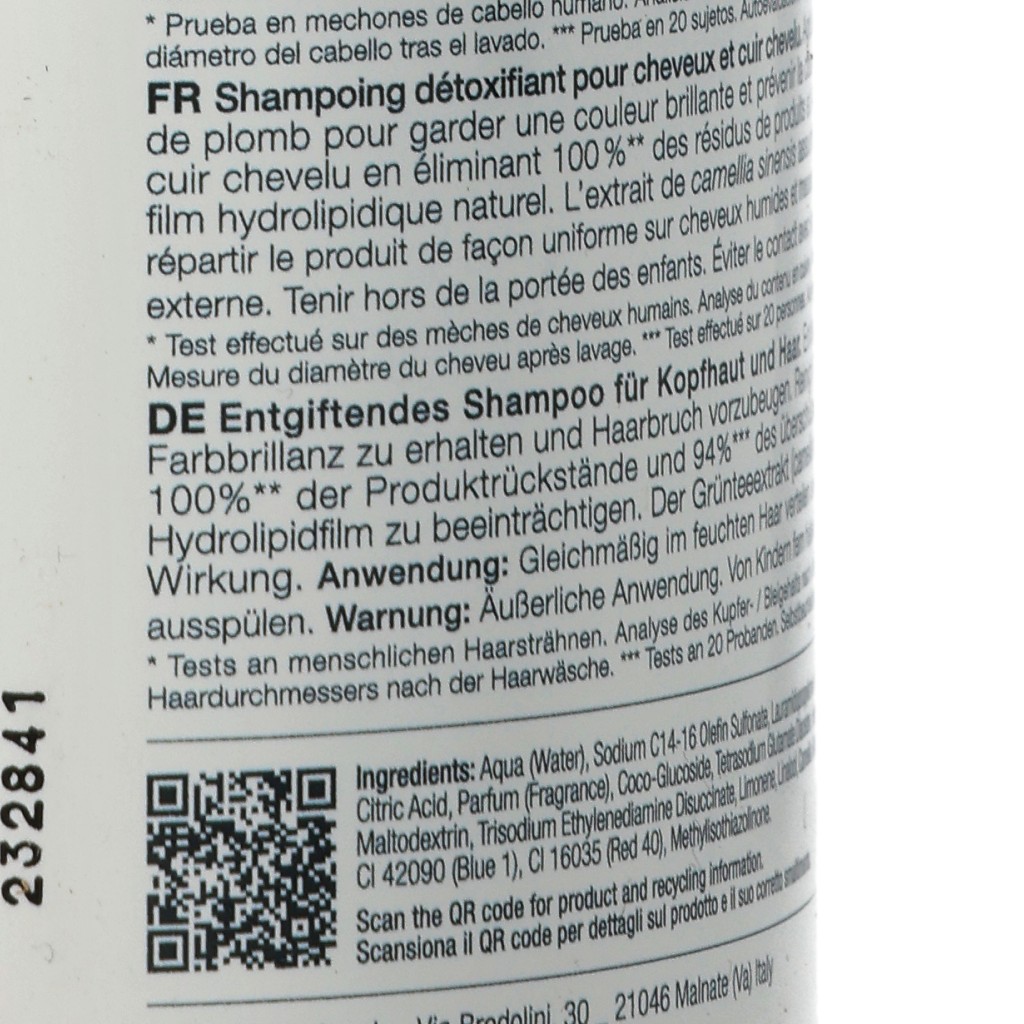 * Prueba en mechones de cabello humano.
diámetro del cabello tras el lavado. *** Prueba en 20 sujetos.
FR Shampoing détoxifiant pour cheveux et cuir chevelu.
de plomb pour garder une couleur brillante et prévenir
cuir chevelu en éliminant 100%** des résidus de produits
film hydrolipidique naturel. L'extrait de camellia sinensis
répartir le produit de façon uniforme sur cheveux humides et
externe. Tenir hors de la portée des enfants. Éviter le contact
* Test effectué sur des mèches de cheveux humains. Analyse du contenu en
Mesure du diamètre du cheveu après lavage. *** Test effectué sur 20 personnes.
DE Entgiftendes Shampoo für Kopfhaut und Haar.
Farbbrillanz zu erhalten und Haarbruch vorzubeugen.
100%** der Produktrückstände und 94%*** des
Hydrolipidfilm zu beeinträchtigen. Der Grünteeextrakt
Wirkung. Anwendung: Gleichmäßig im feuchten Haar verteilen
ausspülen. Warnung: Äußerliche Anwendung. Von Kindern fern
* Tests an menschlichen Haarsträhnen. Analyse des Kupfer- / Bleigehalts
Haardurchmessers nach der Haarwäsche. *** Tests an 20 Probanden.
Ingredients: Aqua (Water), Sodium C14-16 Olefin Sulfonate,
Citric Acid, Parfum (Fragrance), Coco-Glucoside, Tetrasodium Glutamate
Maltodextrin, Trisodium Ethylenediamine Disuccinate, Limonene, Linalool,
CI 42090 (Blue 1), CI 16035 (Red 40), Methylisothiazolinone.
Scan the QR code for product and recycling information.
Scansiona il QR code per dettagli sul prodotto e il suo corretto smaltimento.
Via Prodolini, 30 _ 21046 Malnate (Va) Italy
232841